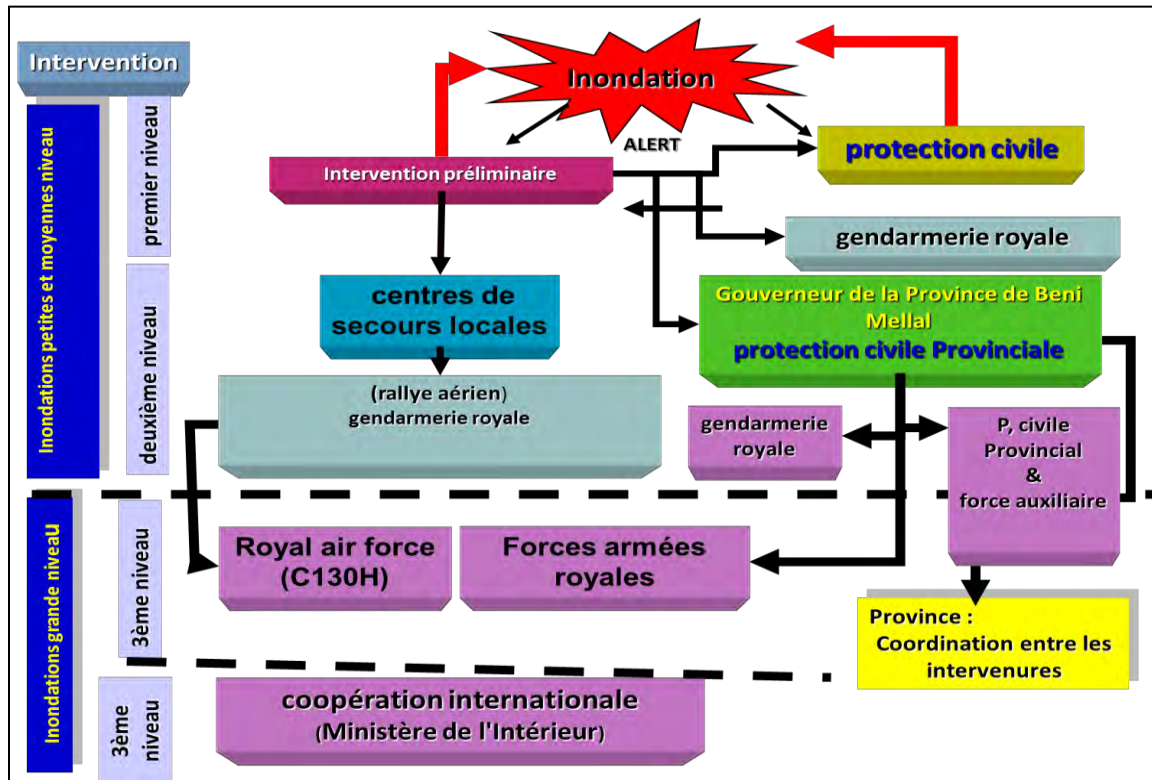 Intervention
Inondation
ALERT
protection civile
Intervention préliminaire
gendarmerie royale
centres de
secours locales
Gouverneur de la Province de Beni
Mellal
protection civile Provinciale
(rallye aérien)
gendarmerie royale
gendarmerie
royale
P, civile
Provincial
&
force auxiliaire
Royal air force
(C130H)
Forces armées
royales
Province :
Coordination entre les
intervenures
coopération internationale
(Ministère de l'Intérieur)
Inondations petites et moyennes niveau
premier niveau
deuxième niveau
Inondations grande niveaU
3ème niveau
3ème
niveau